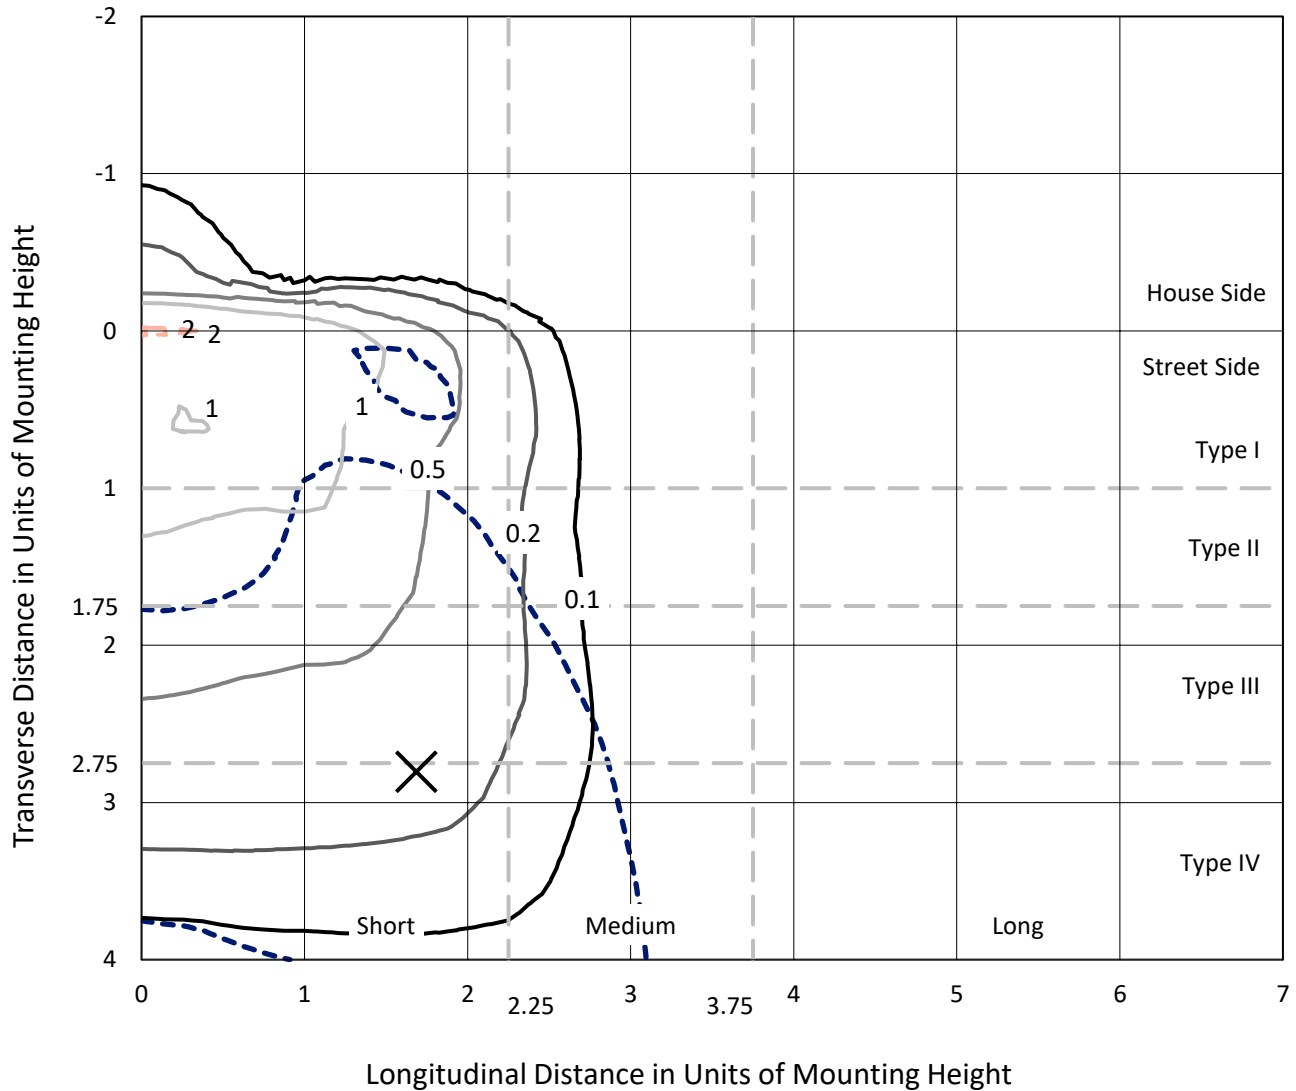 -2
-1
House Side
0
2
2
Street Side
1
1
Type I
0.5
1
0.2
Type II
1.75
0.1
2
Type III
2.75
3
Type IV
Short
Medium
Long
4
0
1
2
2.25
3
3.75
4
5
6
7
Longitudinal Distance in Units of Mounting Height
Transverse Distance in Units of Mounting Height